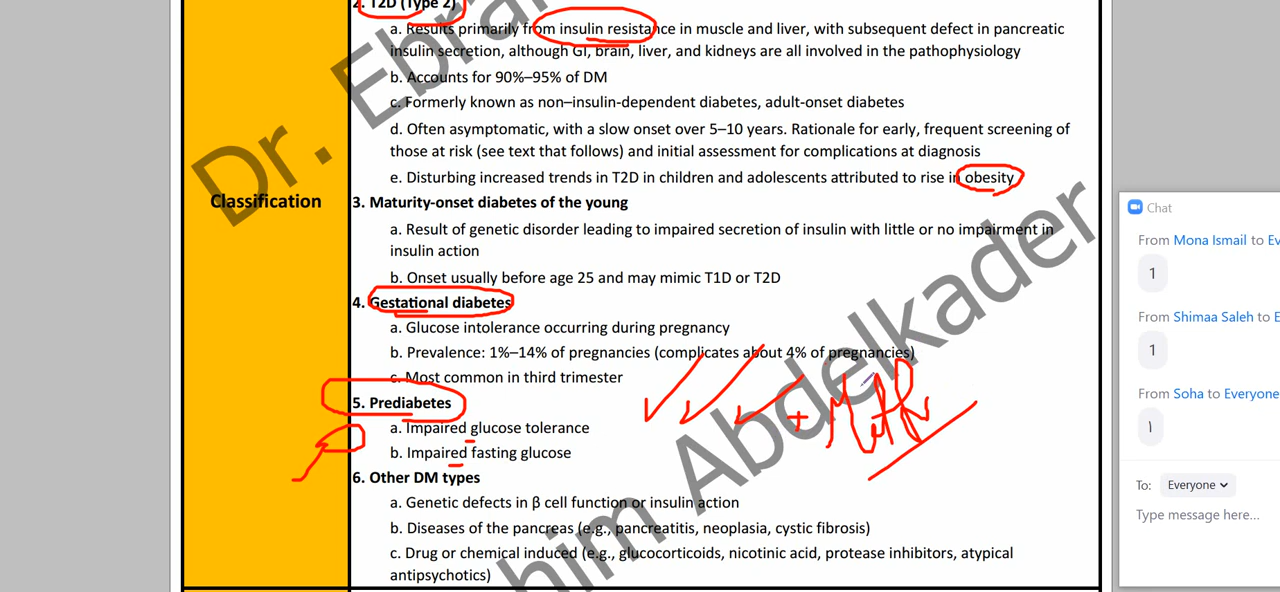 2. T2D (Type 2)
a. Results primarily from insulin resistance in muscle and liver, with subsequent defect in pancreatic
insulin secretion, although GI, brain, liver, and kidneys are all involved in the pathophysiology
b. Accounts for 90%–95% of DM
c. Formerly known as non–insulin-dependent diabetes, adult-onset diabetes
d. Often asymptomatic, with a slow onset over 5–10 years. Rationale for early, frequent screening of
those at risk (see text that follows) and initial assessment for complications at diagnosis
e. Disturbing increased trends in T2D in children and adolescents attributed to rise in obesity
Classification
3. Maturity-onset diabetes of the young
a. Result of genetic disorder leading to impaired secretion of insulin with little or no impairment in
insulin action
b. Onset usually before age 25 and may mimic T1D or T2D
4. Gestational diabetes
a. Glucose intolerance occurring during pregnancy
b. Prevalence: 1%–14% of pregnancies (complicates about 4% of pregnancies)
c. Most common in third trimester
5. Prediabetes
a. Impaired glucose tolerance
b. Impaired fasting glucose
6. Other DM types
a. Genetic defects in β cell function or insulin action
b. Diseases of the pancreas (e.g., pancreatitis, neoplasia, cystic fibrosis)
c. Drug or chemical induced (e.g., glucocorticoids, nicotinic acid, protease inhibitors, atypical
antipsychotics)
Dr. Ebra
him Abdelkader
Chat
From Mona Ismail to Ev
1
From Shimaa Saleh to E
1
From Soha to Everyone
١
To: Everyone
Type message here...